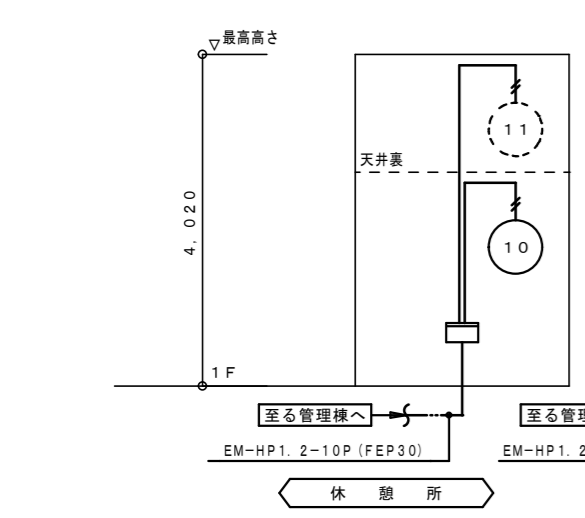 ▽最高高さ
11
天井裏
4,020
10
1F
至る管理棟へ
至る管理
EM-HP1.2-10P(FEP30)
EM-HP1.2
休憩所